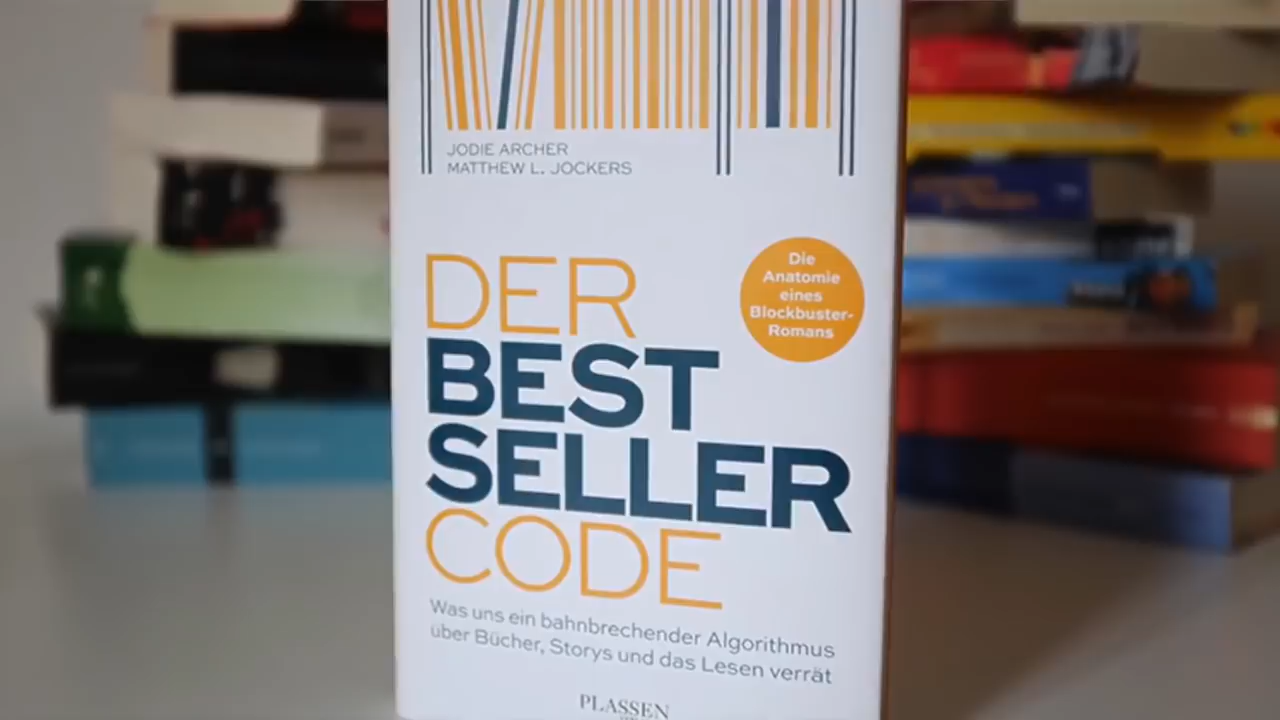 JODIE ARCHER
MATTHEW L. JOCKERS
DER
BEST
SELLER
CODE
Die
Anatomie
eines
Blockbuster-
Romans
Was uns ein bahnbrechender Algorithmus
über Bücher, Storys und das Lesen verrät
PLASSEN